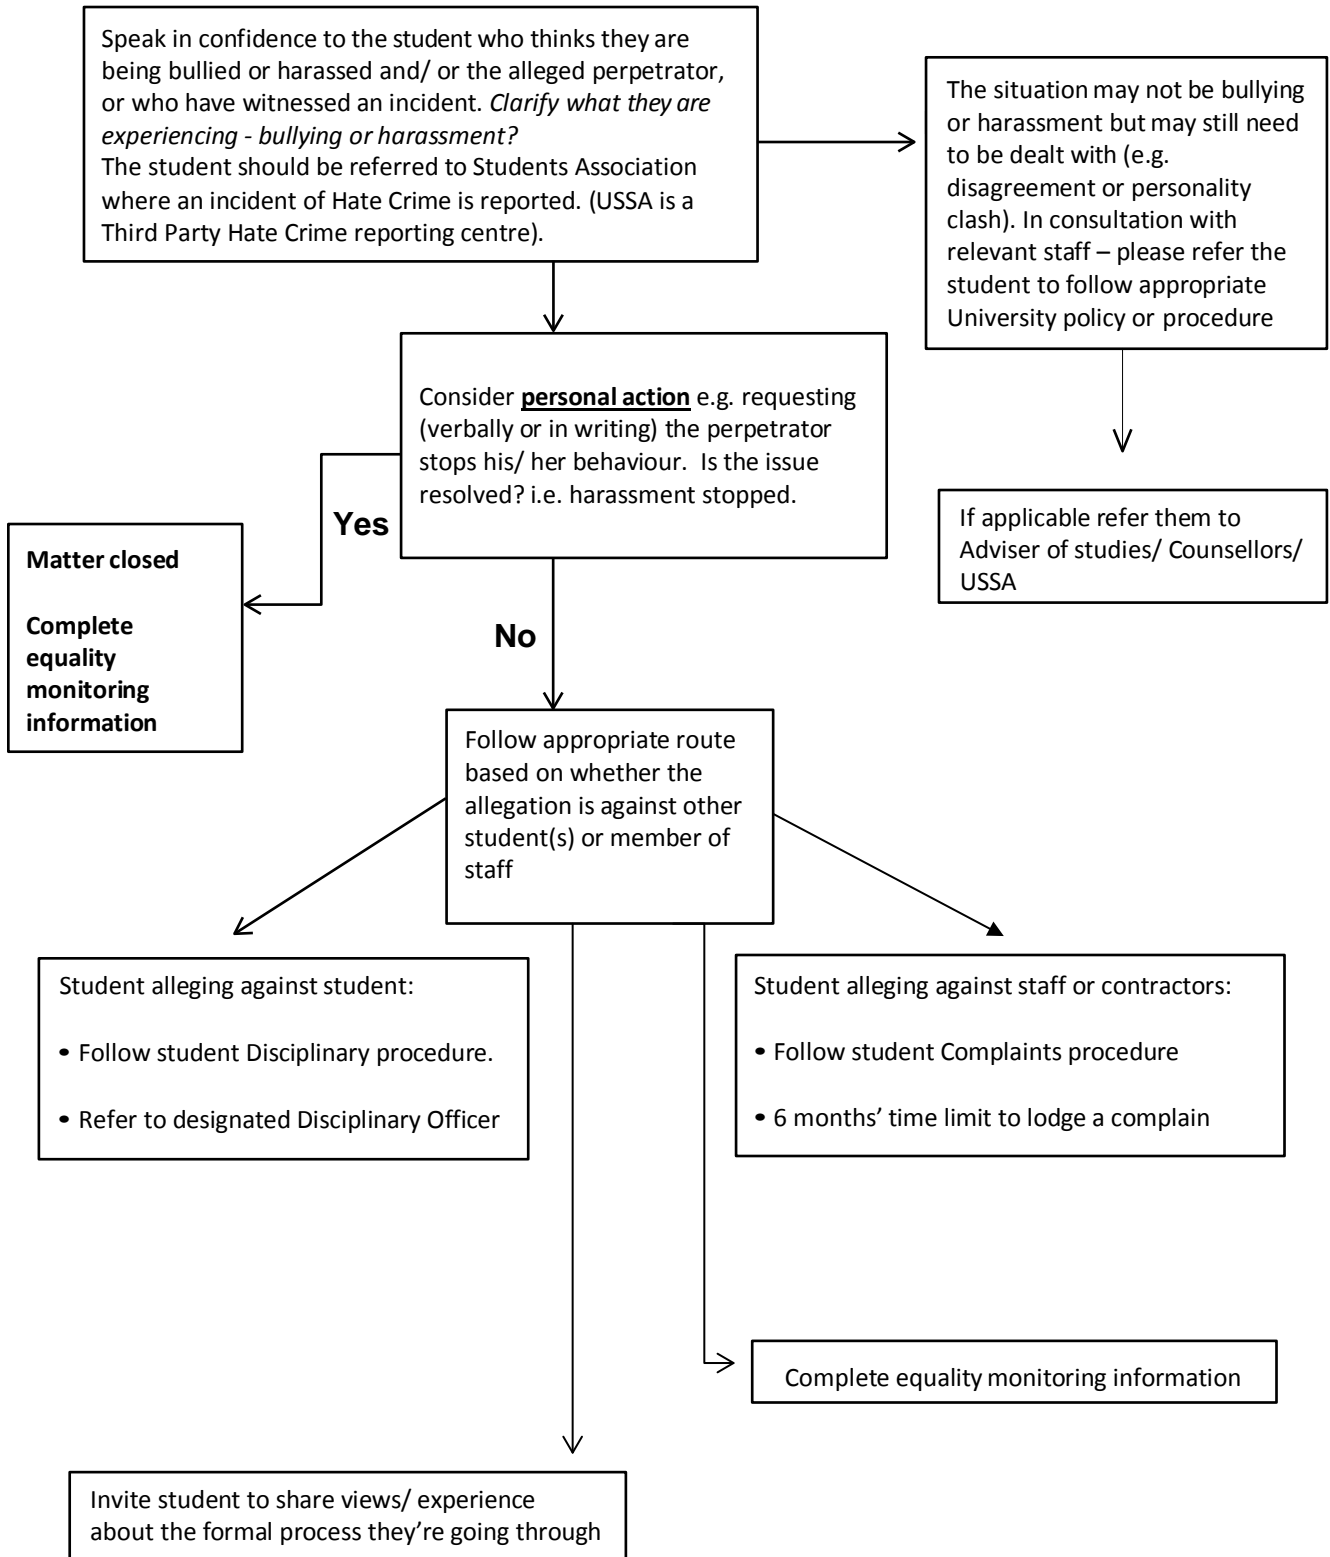 Speak in confidence to the student who thinks they are
being bullied or harassed and/ or the alleged perpetrator,
or who have witnessed an incident. Clarify what they are
experiencing - bullying or harassment?
The student should be referred to Students Association
where an incident of Hate Crime is reported. (USSA is a
Third Party Hate Crime reporting centre).
The situation may not be bullying
or harassment but may still need
to be dealt with (e.g.
disagreement or personality
clash). In consultation with
relevant staff – please refer the
student to follow appropriate
University policy or procedure
Consider personal action e.g. requesting
(verbally or in writing) the perpetrator
stops his/ her behaviour.  Is the issue
resolved? i.e. harassment stopped.
If applicable refer them to
Adviser of studies/ Counsellors/
USSA
Yes
Matter closed
Complete
equality
monitoring
information
No
Follow appropriate route
based on whether the
allegation is against other
student(s) or member of
staff
Student alleging against student:
• Follow student Disciplinary procedure.
• Refer to designated Disciplinary Officer
Student alleging against staff or contractors:
• Follow student Complaints procedure
• 6 months’ time limit to lodge a complain
Complete equality monitoring information
Invite student to share views/ experience
about the formal process they’re going through